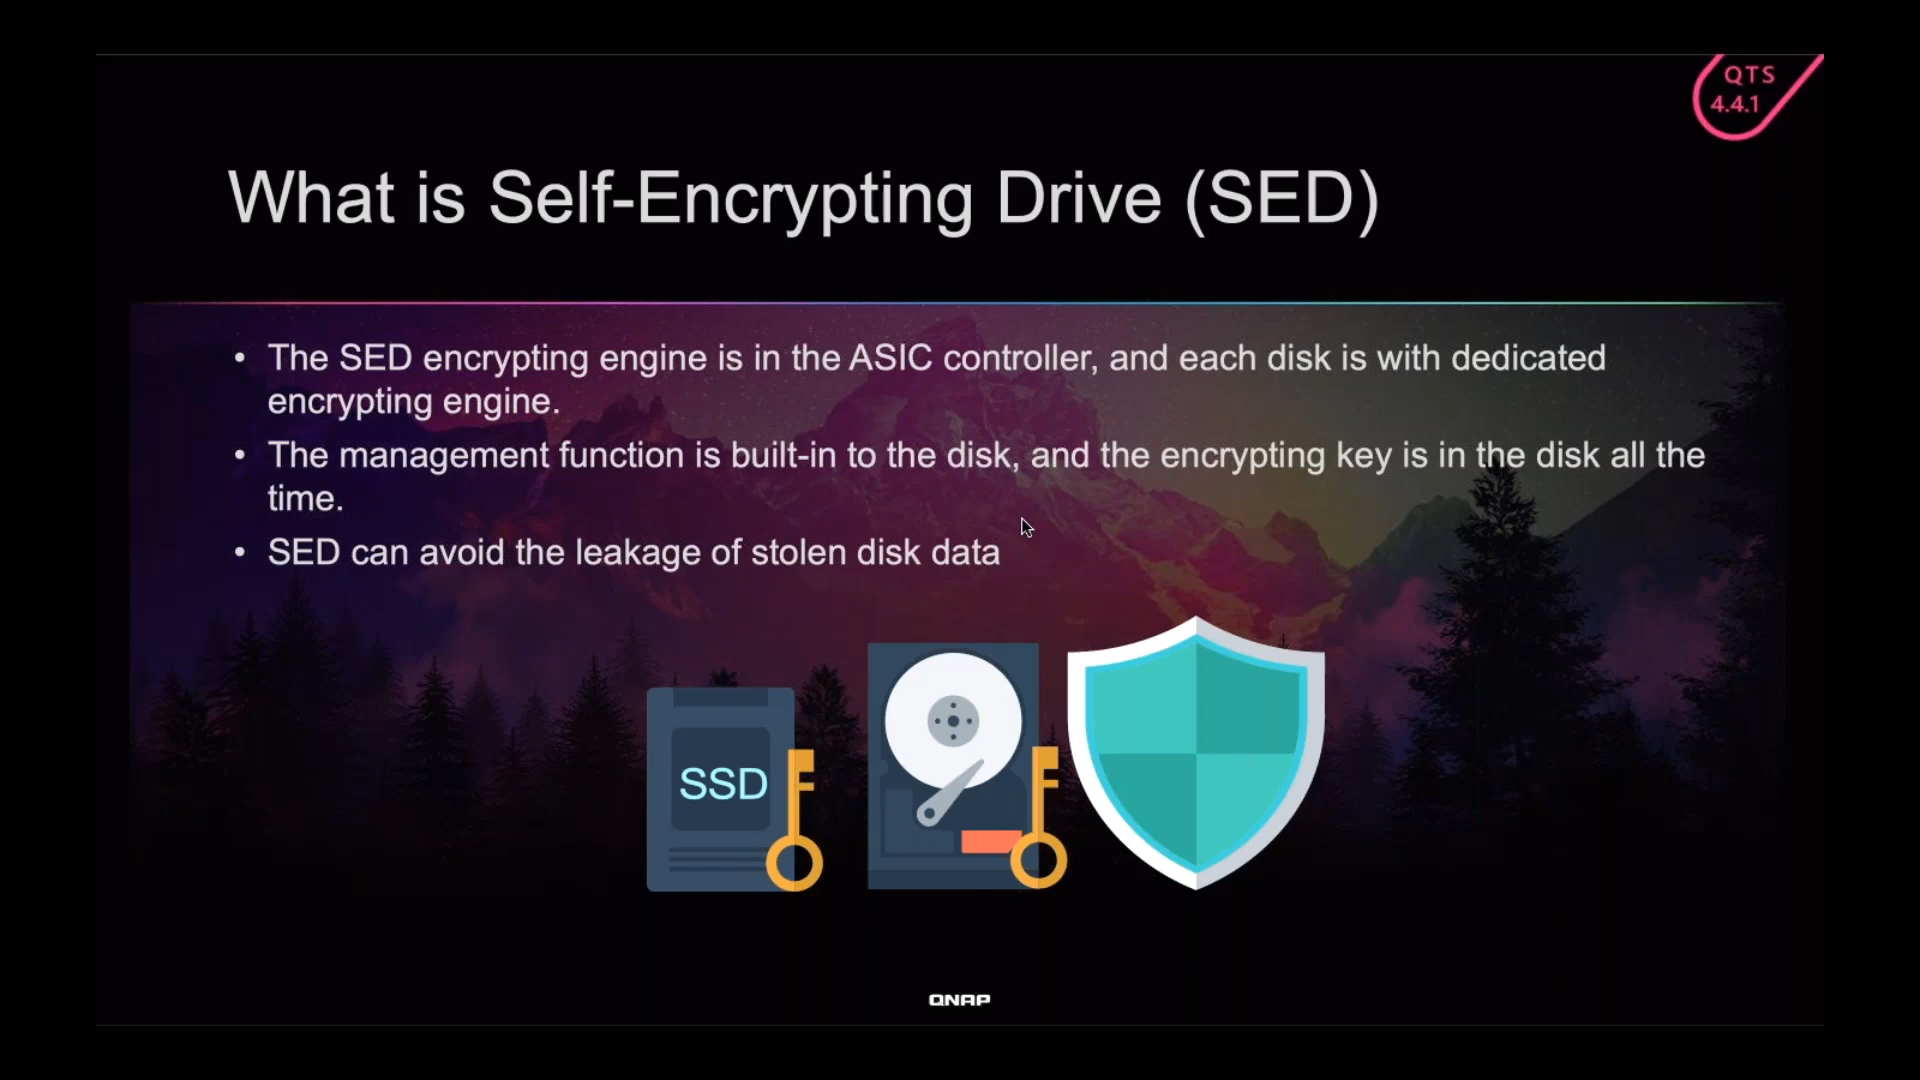 QTS
4.4.1
What is Self-Encrypting Drive (SED)
• The SED encrypting engine is in the ASIC controller, and each disk is with dedicated
encrypting engine.
• The management function is built-in to the disk, and the encrypting key is in the disk all the
time.
• SED can avoid the leakage of stolen disk data
SSD
QNAP